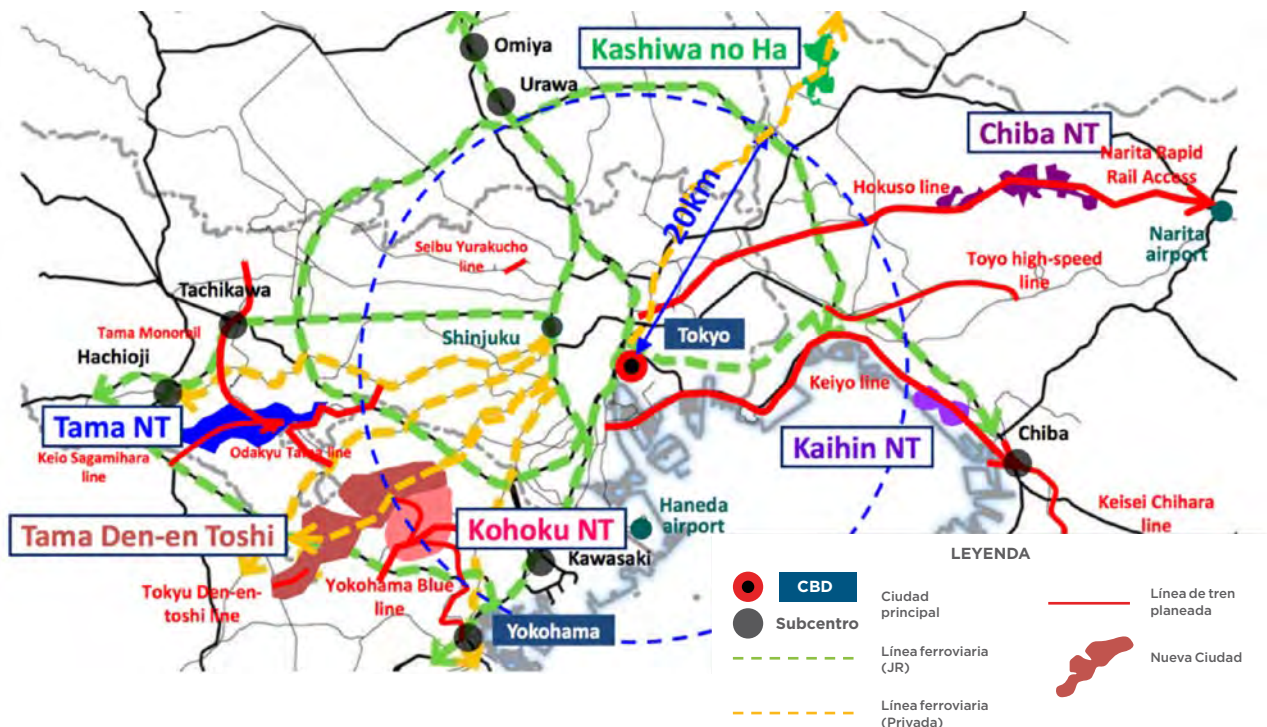 Omiya
Kashiwa no Ha
Urawa
Chiba NT
Narita Rapid
Rail Access
Hokuso line
20km
Seibu Yurakucho
line
Narita
airport
Toyo high-speed
line
Tachikawa
Tama Monorail
Shinjuku
Tokyo
Hachioji
Keiyo line
Tama NT
Chiba
Kaihin NT
Keio Sagamihara
line
Odakyu Tama line
Haneda
airport
Keisei Chihara
line
Tama Den-en Toshi
Kohoku NT
Kawasaki
Tokyu Den-en-
toshi line
Yokohama Blue
line
Yokohama
LEYENDA
CBD
Ciudad
principal
Subcentro
Línea de tren
planeada
Línea ferroviaria
(JR)
Nueva Ciudad
Línea ferroviaria
(Privada)